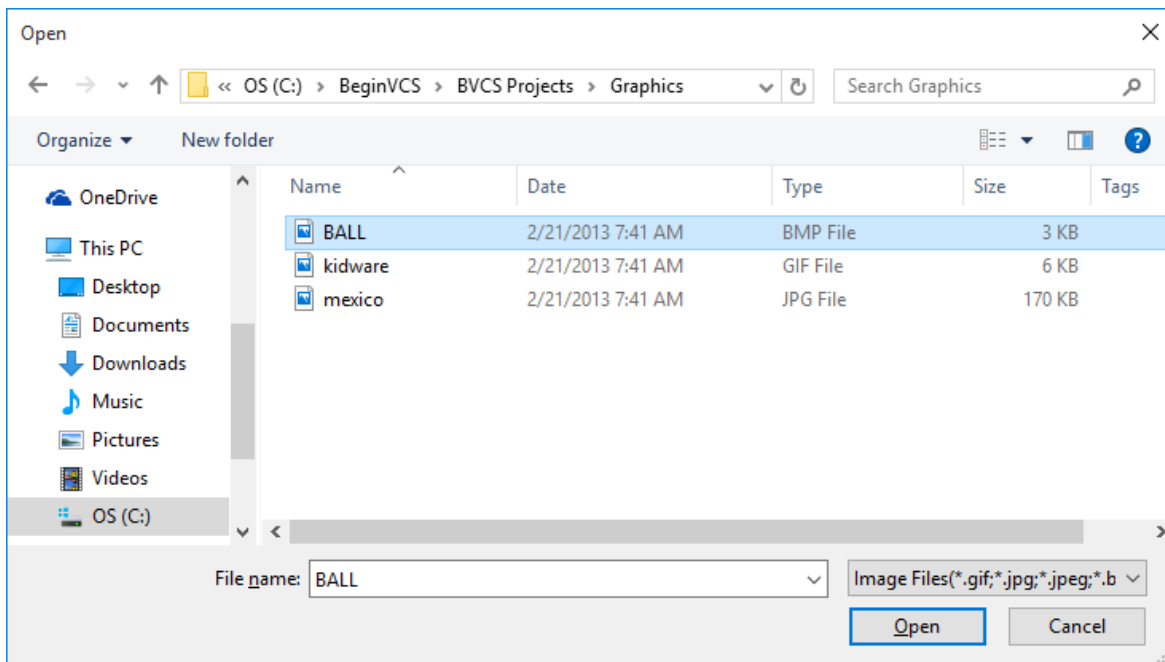 Open
« OS (C:) > BeginVCS > BVCS Projects > Graphics
Search Graphics
Organize
New folder
Name Date Type Size Tags
OneDrive
This PC
Desktop
Documents
Downloads
Music
Pictures
Videos
OS (C:)
BALL 2/21/2013 7:41 AM BMP File 3 KB
kidware 2/21/2013 7:41 AM GIF File 6 KB
mexico 2/21/2013 7:41 AM JPG File 170 KB
File name: BALL
Image Files(*.gif;*.jpg;*.jpeg;*.b
Open Cancel